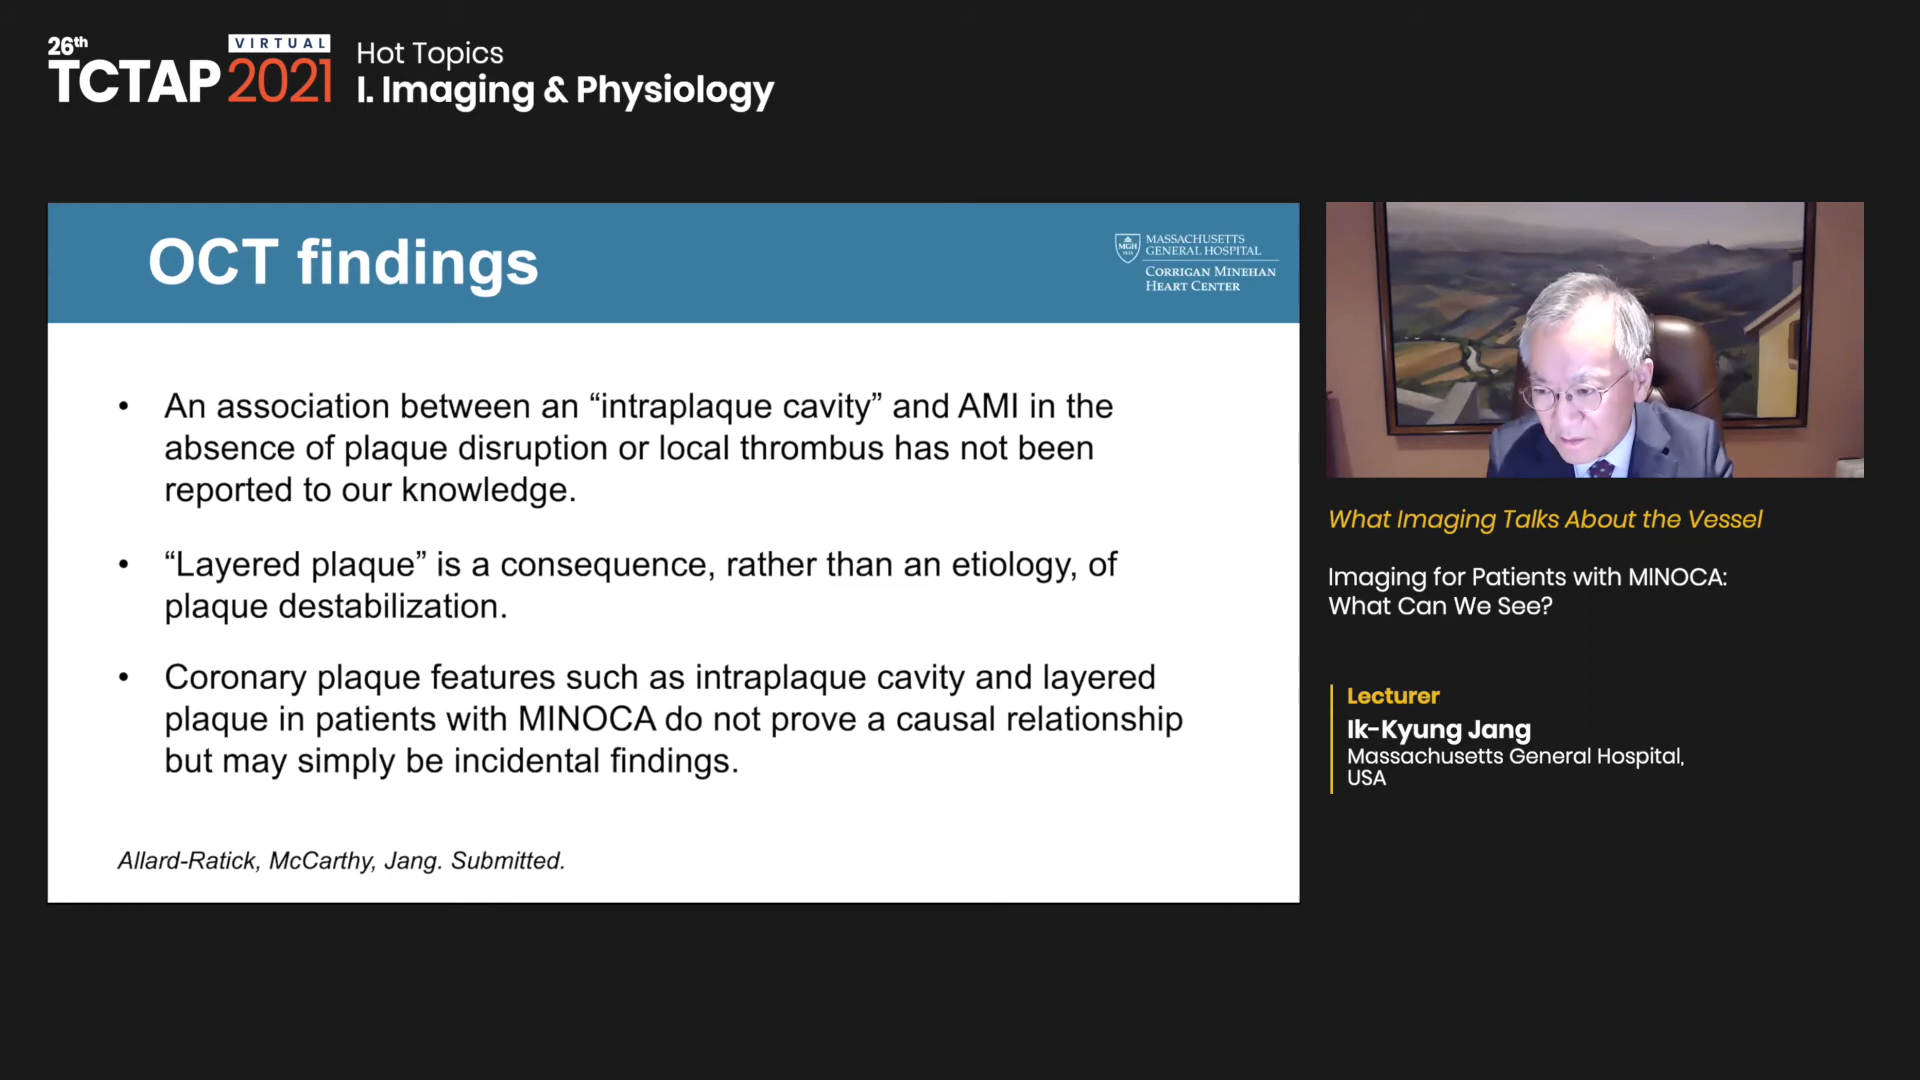 26th
VIRTUAL
TCTAP 2021
Hot Topics
I. Imaging & Physiology
OCT findings
MGH
1811
MASSACHUSETTS
GENERAL HOSPITAL
CORRIGAN MINEHAN
HEART CENTER
• An association between an “intraplaque cavity” and AMI in the
absence of plaque disruption or local thrombus has not been
reported to our knowledge.
• “Layered plaque” is a consequence, rather than an etiology, of
plaque destabilization.
• Coronary plaque features such as intraplaque cavity and layered
plaque in patients with MINOCA do not prove a causal relationship
but may simply be incidental findings.
Allard-Ratick, McCarthy, Jang. Submitted.
What Imaging Talks About the Vessel
Imaging for Patients with MINOCA:
What Can We See?
Lecturer
Ik-Kyung Jang
Massachusetts General Hospital,
USA